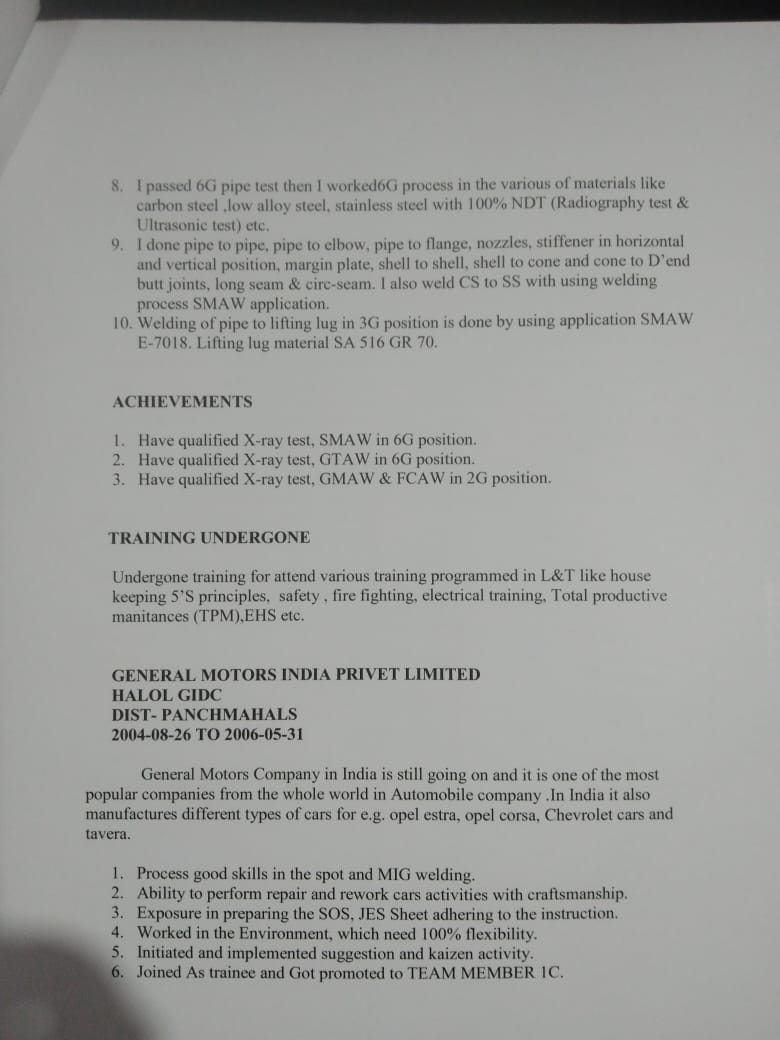 8. I passed 6G pipe test then I worked6G process in the various of materials like
carbon steel ,low alloy steel, stainless steel with 100% NDT (Radiography test &
Ultrasonic test) etc.
9. I done pipe to pipe, pipe to elbow, pipe to flange, nozzles, stiffener in horizontal
and vertical position, margin plate, shell to shell, shell to cone and cone to D'end
butt joints, long seam & circ-seam. I also weld CS to SS with using welding
process SMAW application.
10. Welding of pipe to lifting lug in 3G position is done by using application SMAW
E-7018. Lifting lug material SA 516 GR 70.
ACHIEVEMENTS
1. Have qualified X-ray test, SMAW in 6G position.
2. Have qualified X-ray test, GTAW in 6G position.
3. Have qualified X-ray test, GMAW & FCAW in 2G position.
TRAINING UNDERGONE
Undergone training for attend various training programmed in L&T like house
keeping 5'S principles, safety , fire fighting, electrical training, Total productive
manitances (TPM),EHS etc.
GENERAL MOTORS INDIA PRIVET LIMITED
HALOL GIDC
DIST- PANCHMAHALS
2004-08-26 TO 2006-05-31
General Motors Company in India is still going on and it is one of the most
popular companies from the whole world in Automobile company .In India it also
manufactures different types of cars for e.g. opel estra, opel corsa, Chevrolet cars and
tavera.
1. Process good skills in the spot and MIG welding.
2. Ability to perform repair and rework cars activities with craftsmanship.
3. Exposure in preparing the SOS, JES Sheet adhering to the instruction.
4. Worked in the Environment, which need 100% flexibility.
5. Initiated and implemented suggestion and kaizen activity.
6. Joined As trainee and Got promoted to TEAM MEMBER 1C.